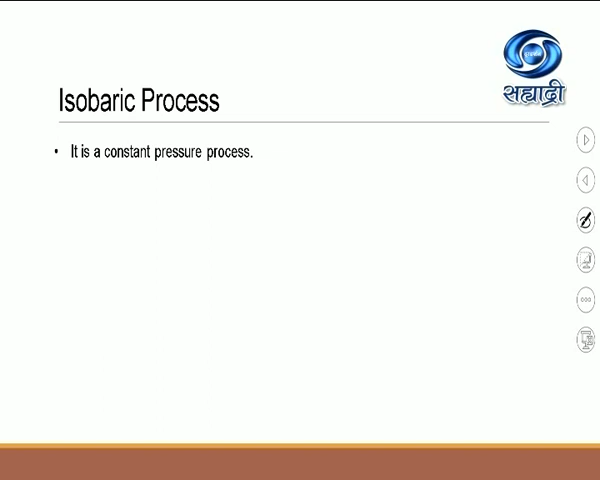 सह्याद्री
Isobaric Process
• It is a constant pressure process.